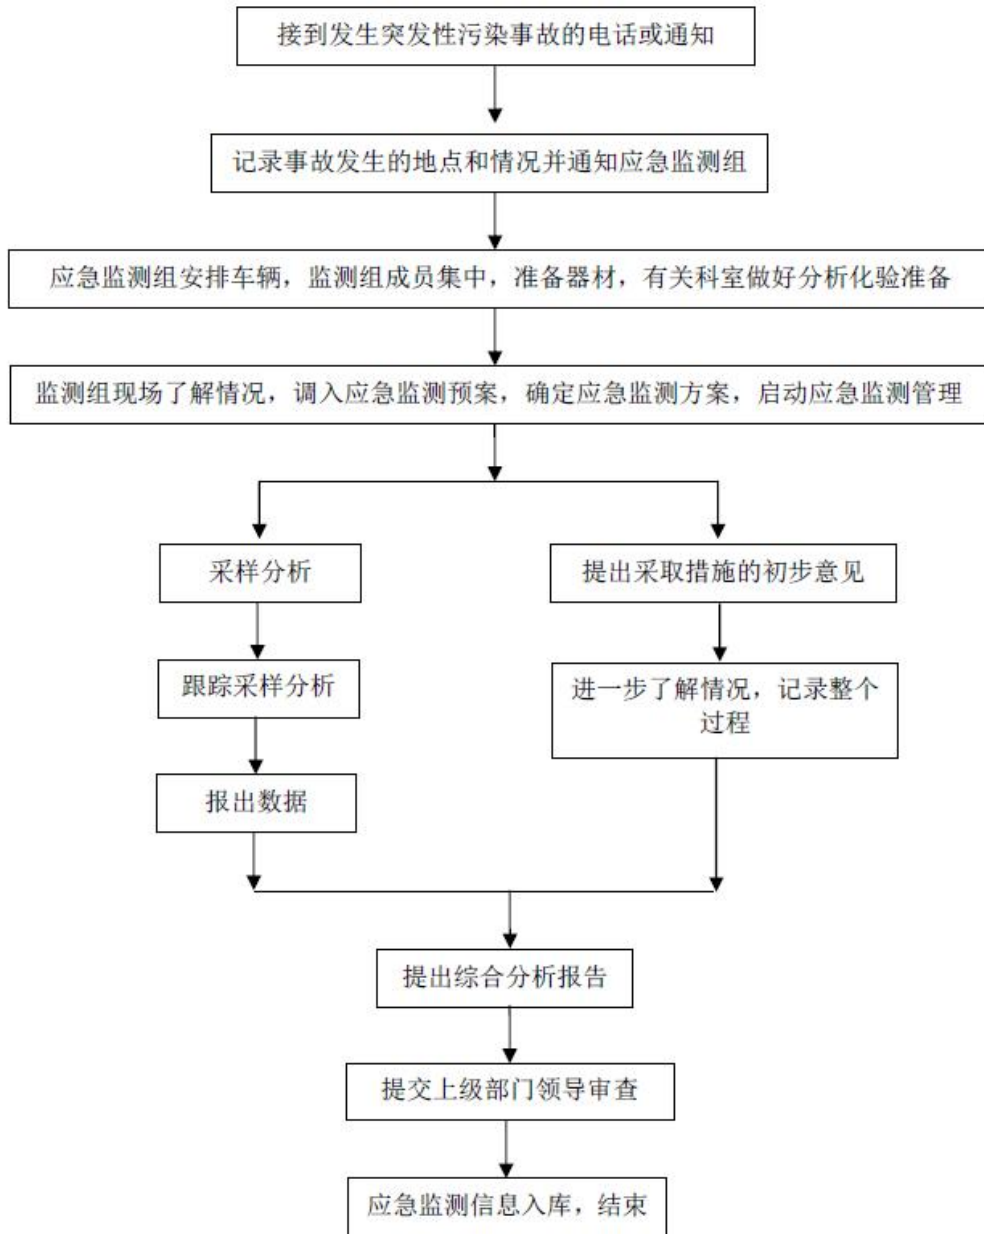 接到发生突发性污染事故的电话或通知
记录事故发生的地点和情况并通知应急监测组
应急监测组安排车辆，监测组成员集中，准备器材，有关科室做好分析化验准备
监测组现场了解情况，调入应急监测预案，确定应急监测方案，启动应急监测管理
采样分析
提出采取措施的初步意见
跟踪采样分析
进一步了解情况，记录整个
过程
报出数据
提出综合分析报告
提交上级部门领导审查
应急监测信息入库，结束